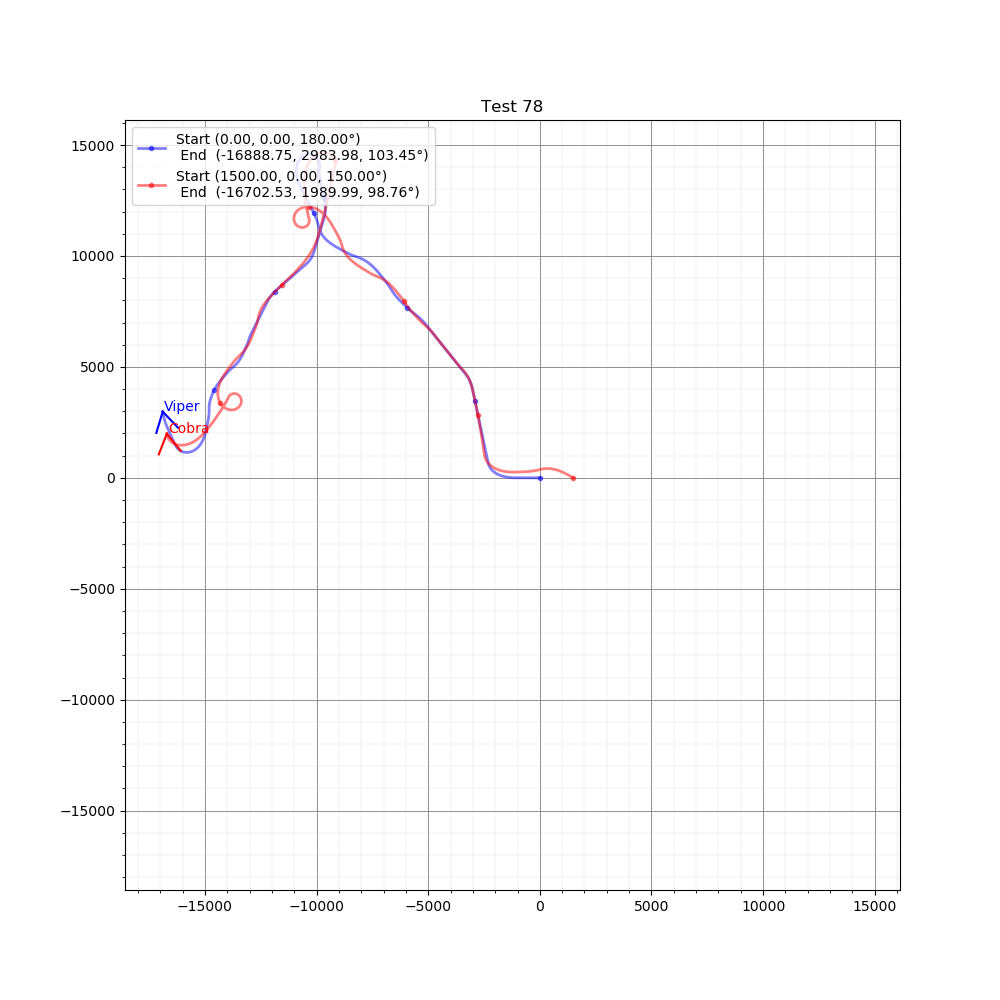 Test 78
Start (0.00, 0.00, 180.00°)
End  (-16888.75, 2983.98, 103.45°)
Start (1500.00, 0.00, 150.00°)
End  (-16702.53, 1989.99, 98.76°)
15000
10000
5000
0
−5000
−10000
−15000
Viper
Cobra
−15000
−10000
−5000
0
5000
10000
15000